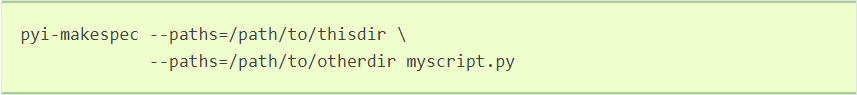 pyi-makespec --paths=/path/to/thisdir \
--paths=/path/to/otherdir myscript.py